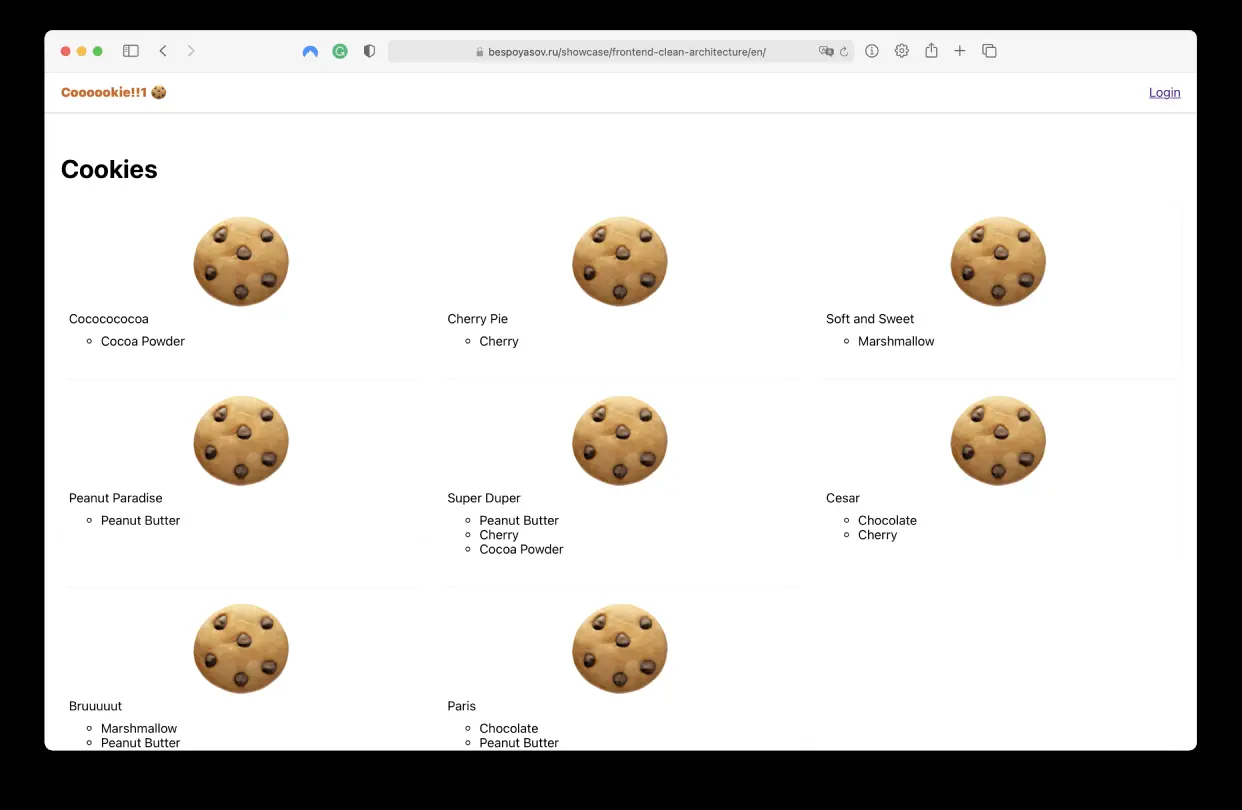 bespoyasov.ru/showcase/frontend-clean-architecture/en/
Coooookie!!1 🍪
Login
Cookies
Cocococococoa
Cocoa Powder
Cherry Pie
Cherry
Soft and Sweet
Marshmallow
Peanut Paradise
Peanut Butter
Super Duper
Peanut Butter
Cherry
Cocoa Powder
Cesar
Chocolate
Cherry
Bruuuuut
Marshmallow
Peanut Butter
Paris
Chocolate
Peanut Butter